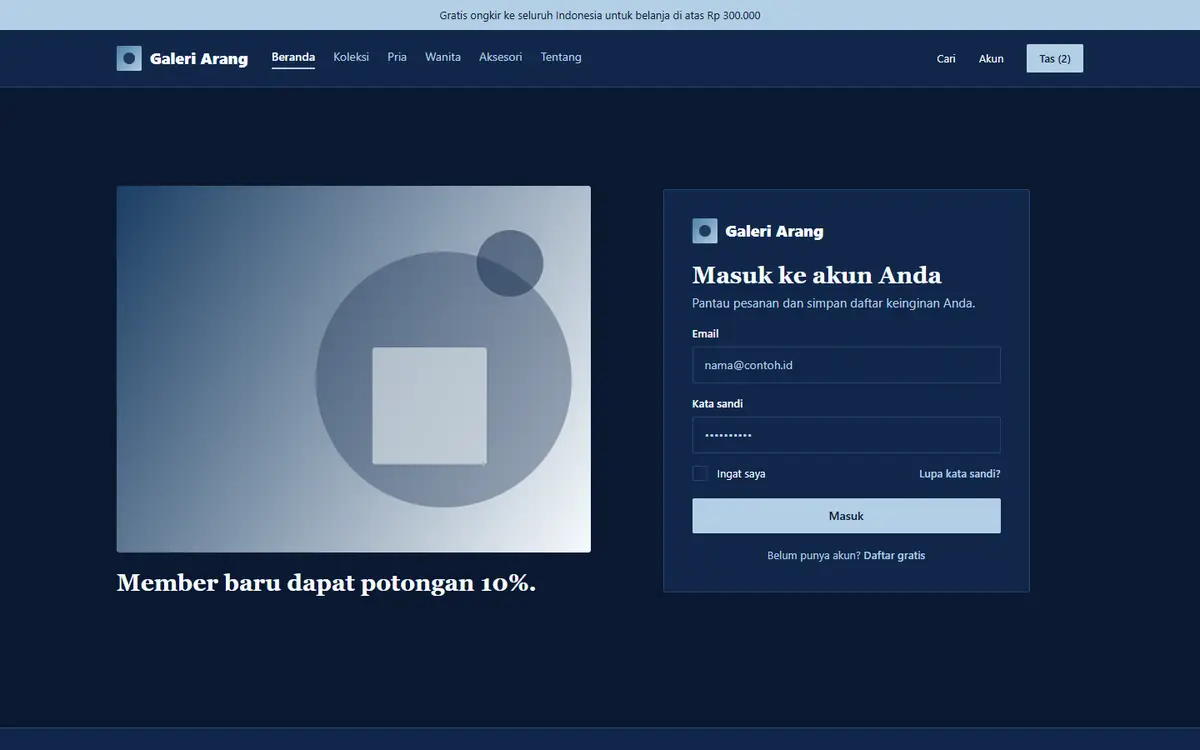 Gratis ongkir ke seluruh Indonesia untuk belanja di atas Rp 300.000
Galeri Arang
Beranda
Koleksi
Pria
Wanita
Aksesori
Tentang
Cari
Akun
Tas (2)
Member baru dapat potongan 10%.
Galeri Arang
Masuk ke akun Anda
Pantau pesanan dan simpan daftar keinginan Anda.
Email
nama@contoh.id
Kata sandi
••••••••••
Ingat saya
Lupa kata sandi?
Masuk
Belum punya akun? Daftar gratis